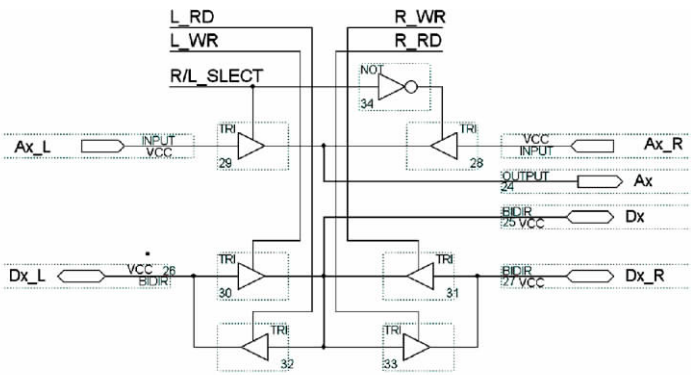 L_RD R_WR
L_WR R_RD
R/L_SLECT NOT
34
TRI TRI
Ax_L INPUT VCC 29 28 VCC INPUT Ax_R
OUTPUT 24 Ax
BIDIR 25 VCC Dx
Dx_L VCC 26 BIDIR TRI 30 TRI 31 BIDIR 27 VCC Dx_R
TRI 32 TRI 33